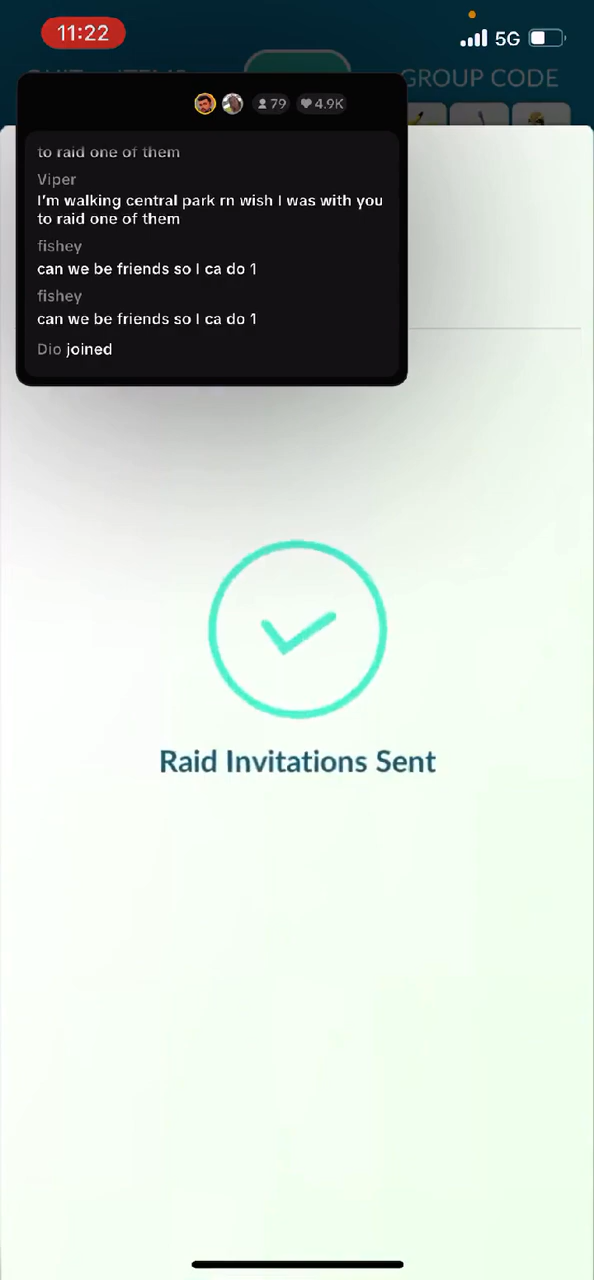 11:22
5G
GROUP CODE
79
4.9K
to raid one of them
Viper
I'm walking central park rn wish I was with you
to raid one of them
fishey
can we be friends so I ca do 1
fishey
can we be friends so I ca do 1
Dio joined
Raid Invitations Sent